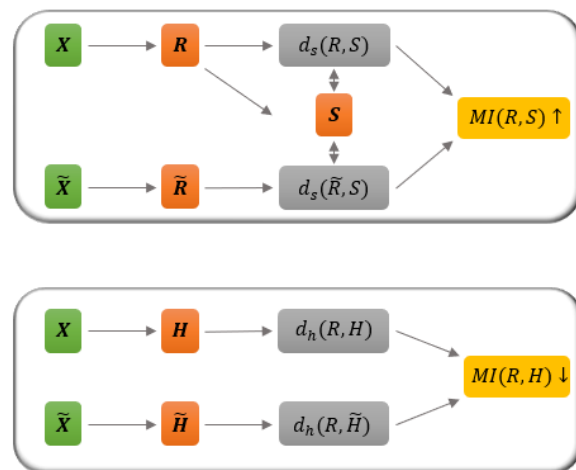 X R d_s(R, S)
S MI(R, S) ↑
X̃ R̃ d_s(R̃, S)
X H d_h(R, H)
MI(R, H) ↓
X̃ H̃ d_h(R, H̃)